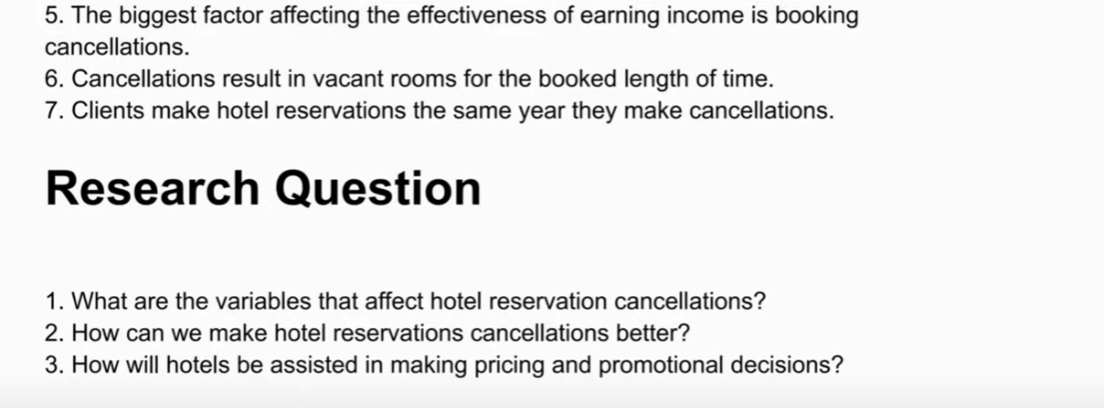 5. The biggest factor affecting the effectiveness of earning income is booking
cancellations.
6. Cancellations result in vacant rooms for the booked length of time.
7. Clients make hotel reservations the same year they make cancellations.
Research Question
1. What are the variables that affect hotel reservation cancellations?
2. How can we make hotel reservations cancellations better?
3. How will hotels be assisted in making pricing and promotional decisions?